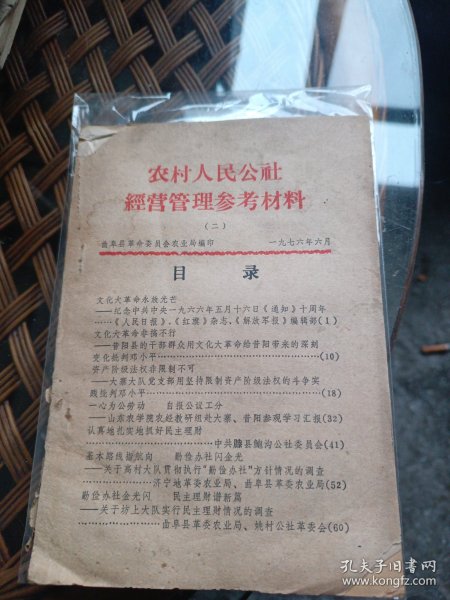 农村人民公社
經营管理参考材料
(二)
曲阜县革命委员会农业局编印 一九七六年六月
目 录
文化大革命永放光芒
——纪念中共中央一九六六年五月十六日《通知》十周年
……《人民日报》、《红旗》杂志、《解放军报》编辑部(1)
文化大革命非搞不行
——昔阳县的干部群众用文化大革命给昔阳带来的深刻
变化批判邓小平………………………………(10)
资产阶级法权非限制不可
——大寨大队党支部用坚持限制资产阶级法权的斗争实
践批判邓小平………………………………(18)
一心为公劳动 自报公议工分
——山东农学院农经教研组赴大寨、昔阳参观学习汇报(32)
认真地扎实地抓好民主理财
………………………中共滕县鲍沟公社委员会(41)
基本路线指航向 勤俭办社闪金光
——关于高村大队贯彻执行“勤俭办社”方针情况的调查
………………济宁地革委农业局、曲阜县革委农业局(52)
勤俭办社金光闪 民主理财谱新篇
——关于坊上大队实行民主理财情况的调查
………………曲阜县革委农业局、姚村公社革委会(60)
孔夫子旧书网
www.kongfz.com